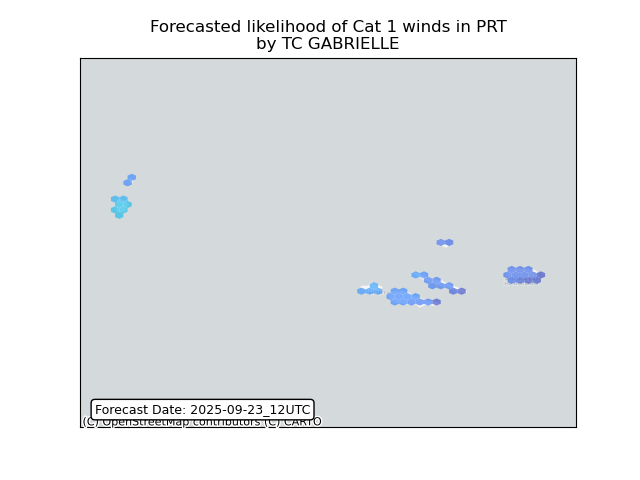 Forecasted likelihood of Cat 1 winds in PRT
by TC GABRIELLE
Forecast Date: 2025-09-23_12UTC
(C) OpenStreetMap contributors (C) CARTO